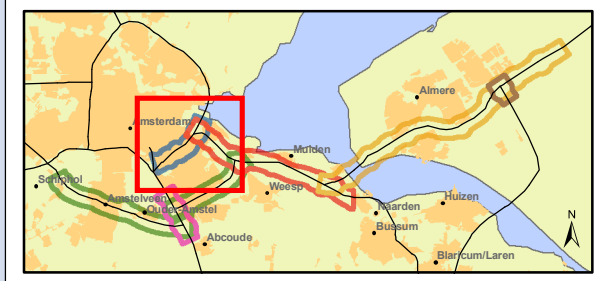 Almere
Amsterdam
Muiden
Schiphol
Weesp
Amstelveen
Huizen
Ouder-Amstel
Naarden
N
Bussum
Abcoude
Blaricum/Laren